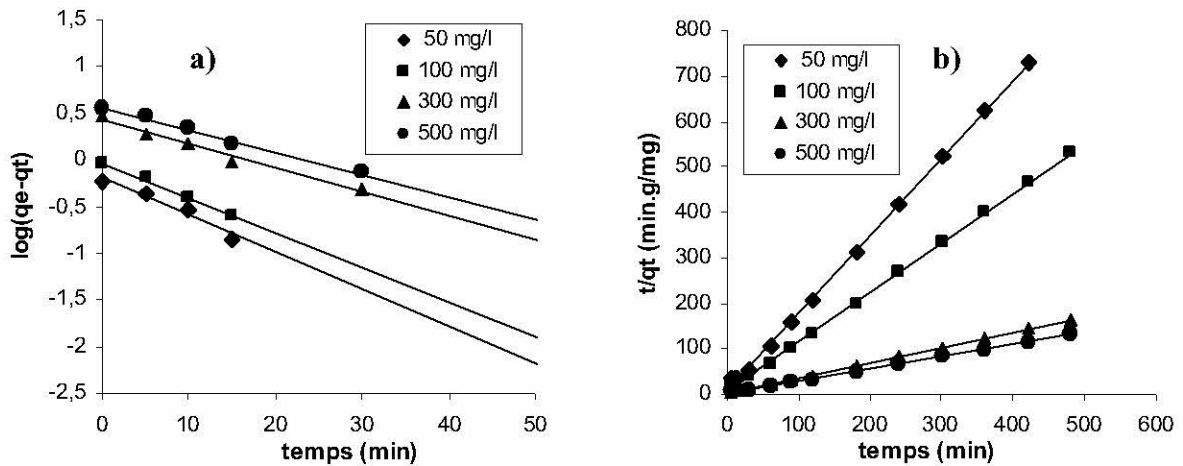 a)
50 mg/l
100 mg/l
300 mg/l
500 mg/l
log(qe-qt)
1,5
1
0,5
0
-0,5
-1
-1,5
-2
-2,5
0 10 20 30 40 50
temps (min)
b)
50 mg/l
100 mg/l
300 mg/l
500 mg/l
t/qt (min.g/mg)
800
700
600
500
400
300
200
100
0
0 100 200 300 400 500 600
temps (min)